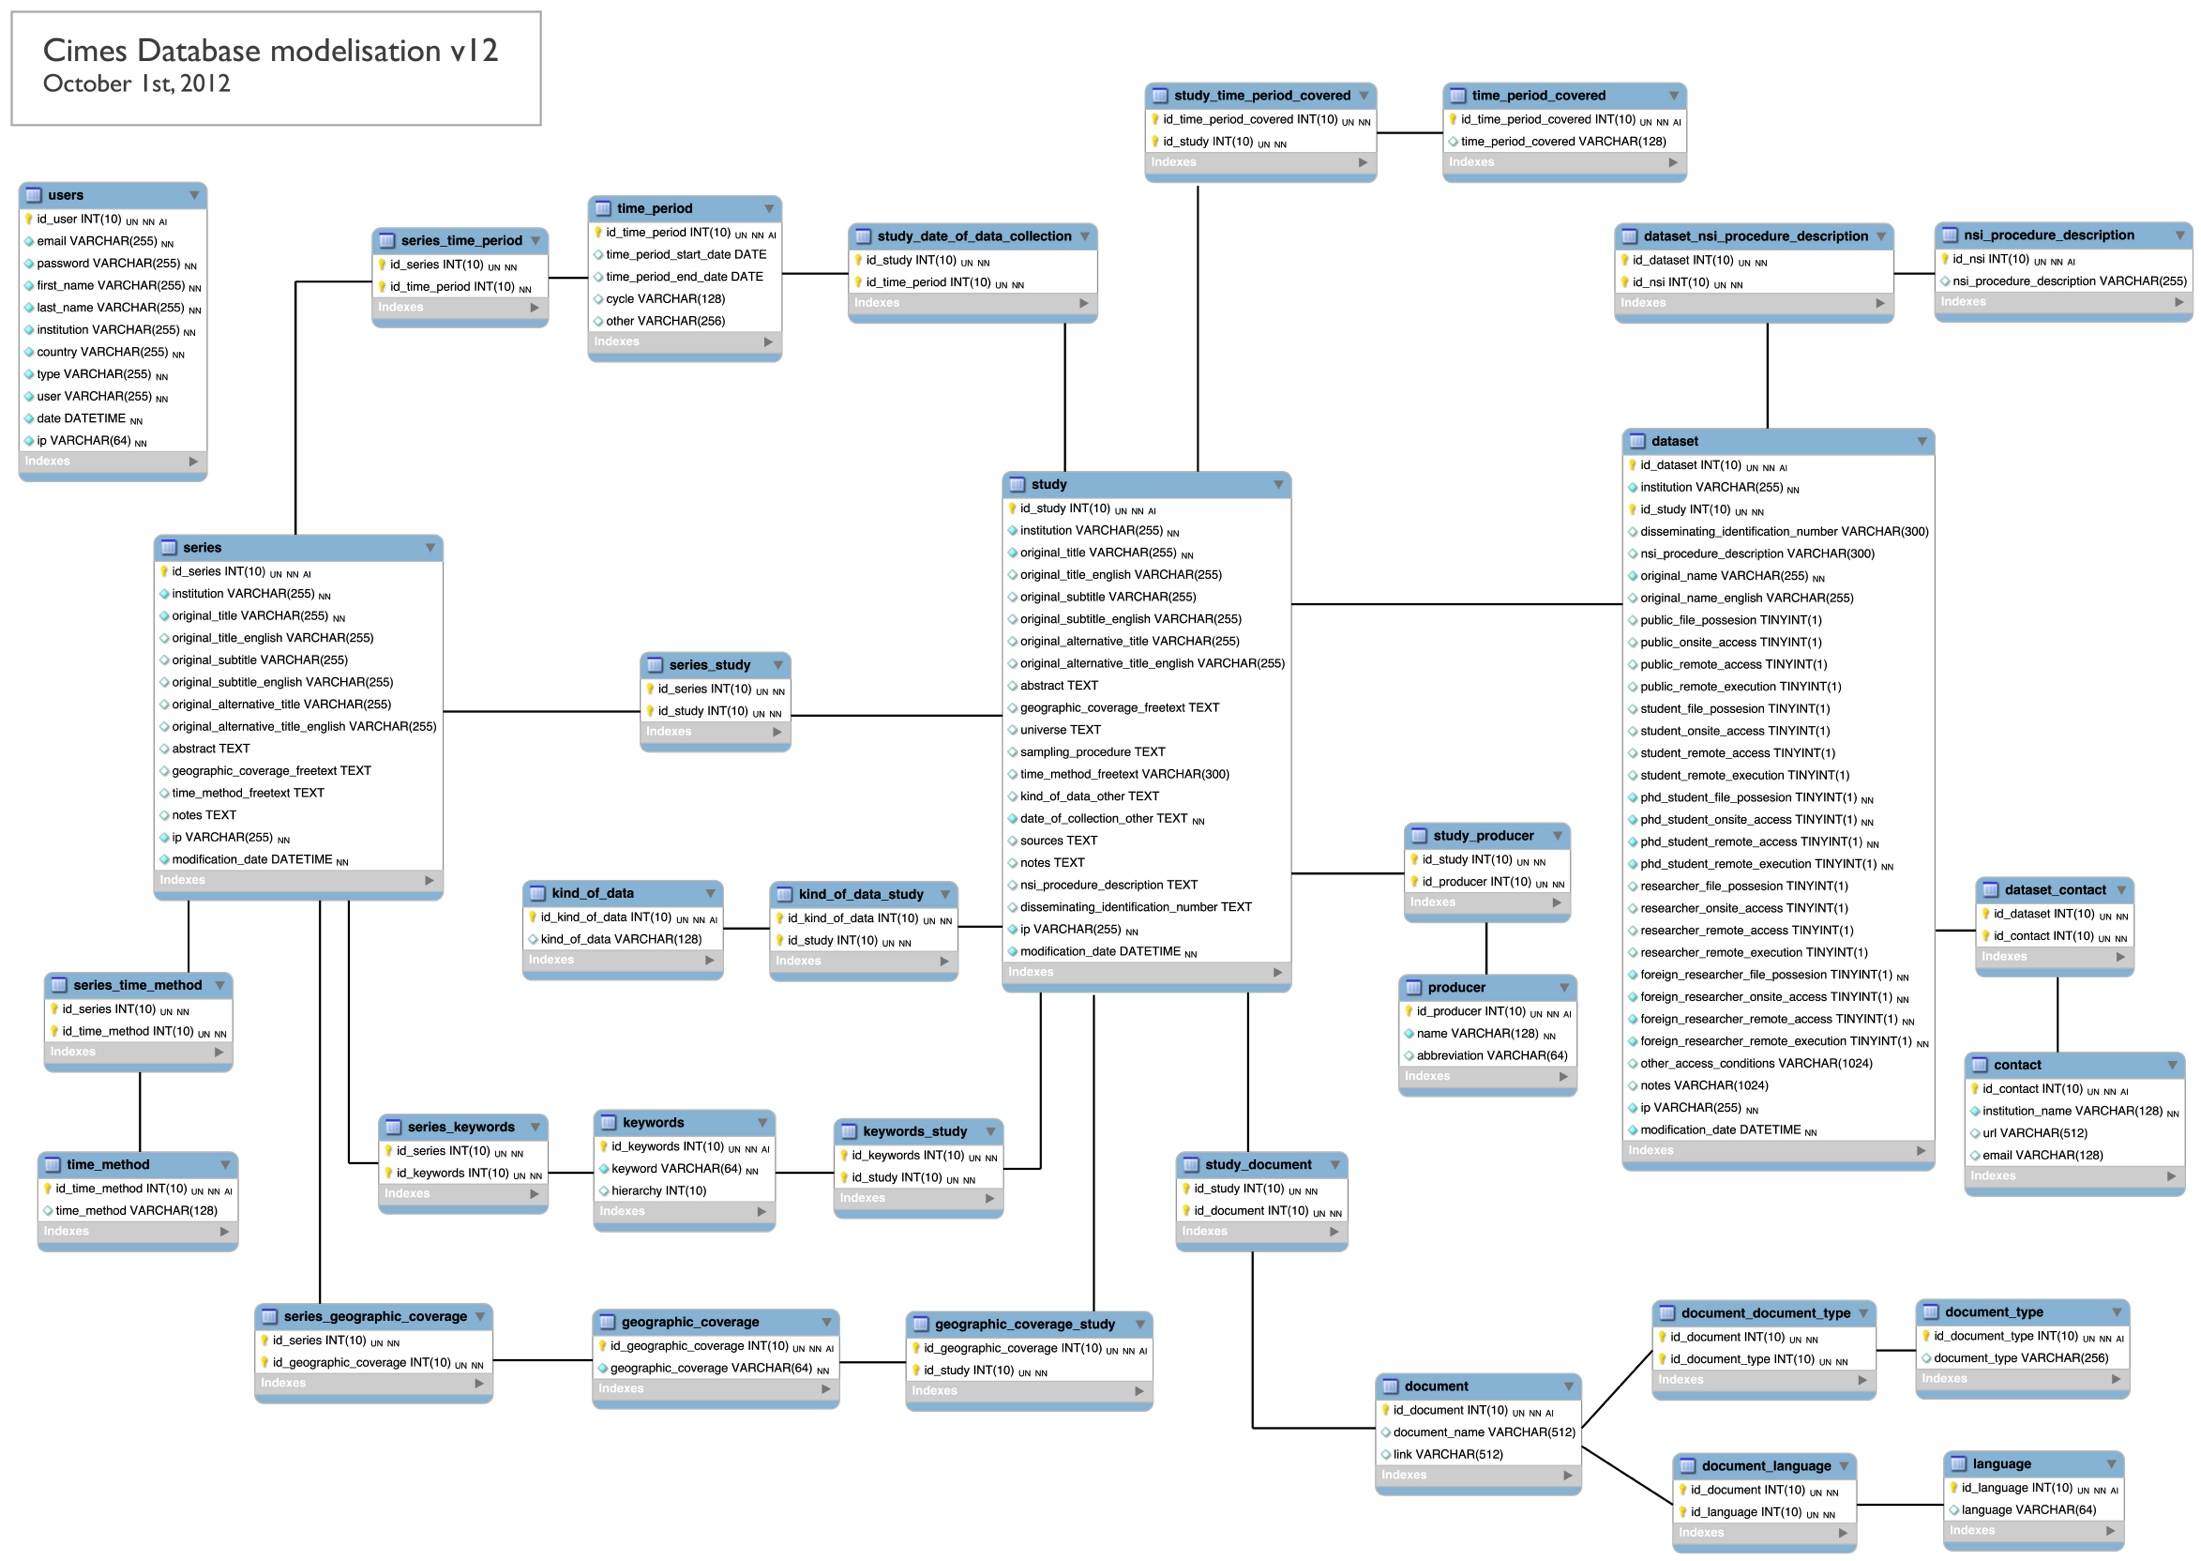 Cimes Database modelisation v12
October 1st, 2012
study_time_period_covered
id_time_period_covered INT(10) UN NN
id_study INT(10) UN NN
Indexes
time_period_covered
id_time_period_covered INT(10) UN NN AI
time_period_covered VARCHAR(128)
Indexes
users
id_user INT(10) UN NN AI
email VARCHAR(255) NN
password VARCHAR(255) NN
first_name VARCHAR(255) NN
last_name VARCHAR(255) NN
institution VARCHAR(255) NN
country VARCHAR(255) NN
type VARCHAR(255) NN
user VARCHAR(255) NN
date DATETIME NN
ip VARCHAR(64) NN
Indexes
series_time_period
id_series INT(10) UN NN
id_time_period INT(10) NN
Indexes
time_period
id_time_period INT(10) UN NN AI
time_period_start_date DATE
time_period_end_date DATE
cycle VARCHAR(128)
other VARCHAR(256)
Indexes
study_date_of_data_collection
id_study INT(10) UN NN
id_time_period INT(10) UN NN
Indexes
dataset_nsi_procedure_description
id_dataset INT(10) UN NN
id_nsi INT(10) UN NN
Indexes
nsi_procedure_description
id_nsi INT(10) UN NN AI
nsi_procedure_description VARCHAR(255)
Indexes
series
id_series INT(10) UN NN AI
institution VARCHAR(255) NN
original_title VARCHAR(255) NN
original_title_english VARCHAR(255)
original_subtitle VARCHAR(255)
original_subtitle_english VARCHAR(255)
original_alternative_title VARCHAR(255)
original_alternative_title_english VARCHAR(255)
abstract TEXT
geographic_coverage_freetext TEXT
time_method_freetext TEXT
notes TEXT
ip VARCHAR(255) NN
modification_date DATETIME NN
Indexes
series_study
id_series INT(10) UN NN
id_study INT(10) UN NN
Indexes
study
id_study INT(10) UN NN AI
institution VARCHAR(255) NN
original_title VARCHAR(255) NN
original_title_english VARCHAR(255)
original_subtitle VARCHAR(255)
original_subtitle_english VARCHAR(255)
original_alternative_title VARCHAR(255)
original_alternative_title_english VARCHAR(255)
abstract TEXT
geographic_coverage_freetext TEXT
universe TEXT
sampling_procedure TEXT
time_method_freetext VARCHAR(300)
kind_of_data_other TEXT
date_of_collection_other TEXT NN
sources TEXT
notes TEXT
nsi_procedure_description TEXT
disseminating_identification_number TEXT
ip VARCHAR(255) NN
modification_date DATETIME NN
Indexes
dataset
id_dataset INT(10) UN NN AI
institution VARCHAR(255) NN
id_study INT(10) UN NN
disseminating_identification_number VARCHAR(300)
nsi_procedure_description VARCHAR(300)
original_name VARCHAR(255) NN
original_name_english VARCHAR(255)
public_file_possesion TINYINT(1)
public_onsite_access TINYINT(1)
public_remote_access TINYINT(1)
public_remote_execution TINYINT(1)
student_file_possesion TINYINT(1)
student_onsite_access TINYINT(1)
student_remote_access TINYINT(1)
student_remote_execution TINYINT(1)
phd_student_file_possesion TINYINT(1) NN
phd_student_onsite_access TINYINT(1) NN
phd_student_remote_access TINYINT(1) NN
phd_student_remote_execution TINYINT(1) NN
researcher_file_possesion TINYINT(1)
researcher_onsite_access TINYINT(1)
researcher_remote_access TINYINT(1)
researcher_remote_execution TINYINT(1)
foreign_researcher_file_possesion TINYINT(1) NN
foreign_researcher_onsite_access TINYINT(1) NN
foreign_researcher_remote_access TINYINT(1) NN
foreign_researcher_remote_execution TINYINT(1) NN
other_access_conditions VARCHAR(1024)
notes VARCHAR(1024)
ip VARCHAR(255) NN
modification_date DATETIME NN
Indexes
kind_of_data
id_kind_of_data INT(10) UN NN AI
kind_of_data VARCHAR(128)
Indexes
kind_of_data_study
id_kind_of_data INT(10) UN NN
id_study INT(10) UN NN
Indexes
study_producer
id_study INT(10) UN NN
id_producer INT(10) UN NN
Indexes
producer
id_producer INT(10) UN NN AI
name VARCHAR(128) NN
abbreviation VARCHAR(64)
Indexes
dataset_contact
id_dataset INT(10) UN NN
id_contact INT(10) UN NN
Indexes
contact
id_contact INT(10) UN NN AI
institution_name VARCHAR(128) NN
url VARCHAR(512)
email VARCHAR(128)
Indexes
series_time_method
id_series INT(10) UN NN
id_time_method INT(10) UN NN
Indexes
time_method
id_time_method INT(10) UN NN AI
time_method VARCHAR(128)
Indexes
series_keywords
id_series INT(10) UN NN
id_keywords INT(10) UN NN
Indexes
keywords
id_keywords INT(10) UN NN AI
keyword VARCHAR(64) NN
hierarchy INT(10)
Indexes
keywords_study
id_keywords INT(10) UN NN
id_study INT(10) UN NN
Indexes
study_document
id_study INT(10) UN NN
id_document INT(10) UN NN
Indexes
series_geographic_coverage
id_series INT(10) UN NN
id_geographic_coverage INT(10) UN NN
Indexes
geographic_coverage
id_geographic_coverage INT(10) UN NN AI
geographic_coverage VARCHAR(64) NN
Indexes
geographic_coverage_study
id_geographic_coverage INT(10) UN NN AI
id_study INT(10) UN NN
Indexes
document
id_document INT(10) UN NN AI
document_name VARCHAR(512)
link VARCHAR(512)
Indexes
document_document_type
id_document INT(10) UN NN
id_document_type INT(10) UN NN
Indexes
document_type
id_document_type INT(10) UN NN AI
document_type VARCHAR(256)
Indexes
document_language
id_document INT(10) UN NN
id_language INT(10) UN NN
Indexes
language
id_language INT(10) UN NN AI
language VARCHAR(64)
Indexes